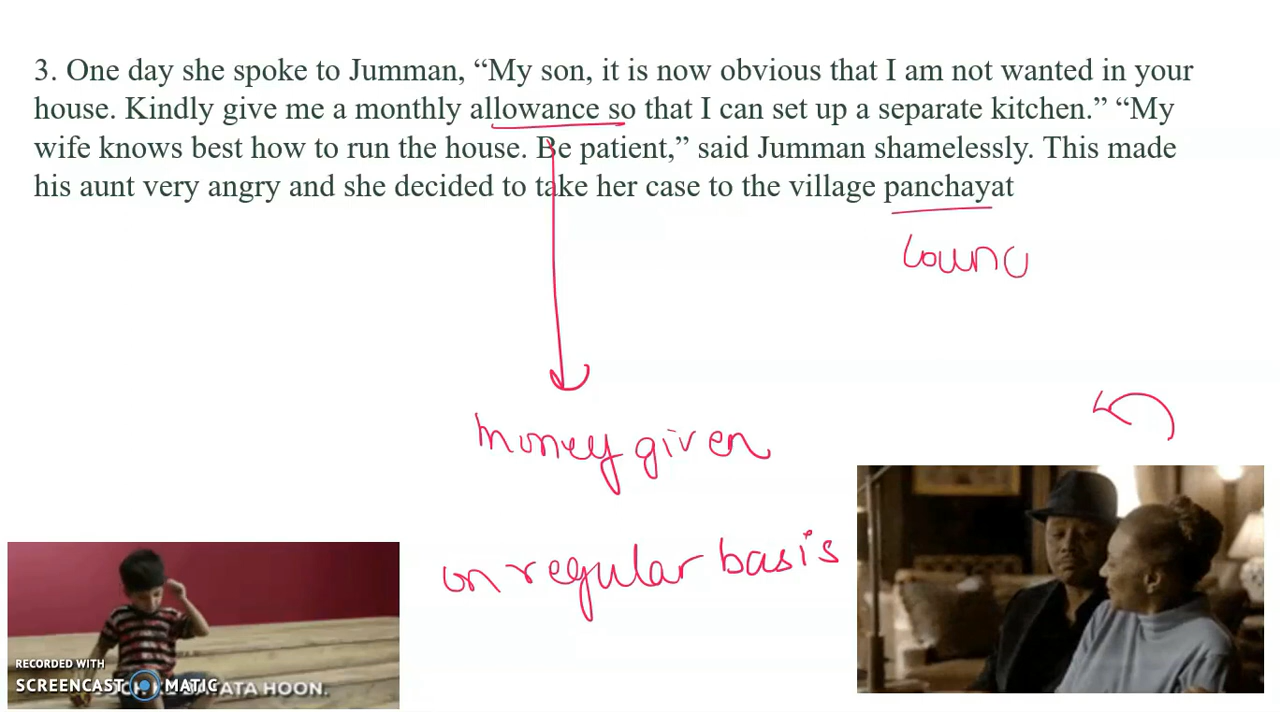 3. One day she spoke to Jumman, “My son, it is now obvious that I am not wanted in your
house. Kindly give me a monthly allowance so that I can set up a separate kitchen.” “My
wife knows best how to run the house. Be patient,” said Jumman shamelessly. This made
his aunt very angry and she decided to take her case to the village panchayat
Counc
money given
on regular basis
RECORDED WITH
SCREENCAST MATIC
ATA HOON.